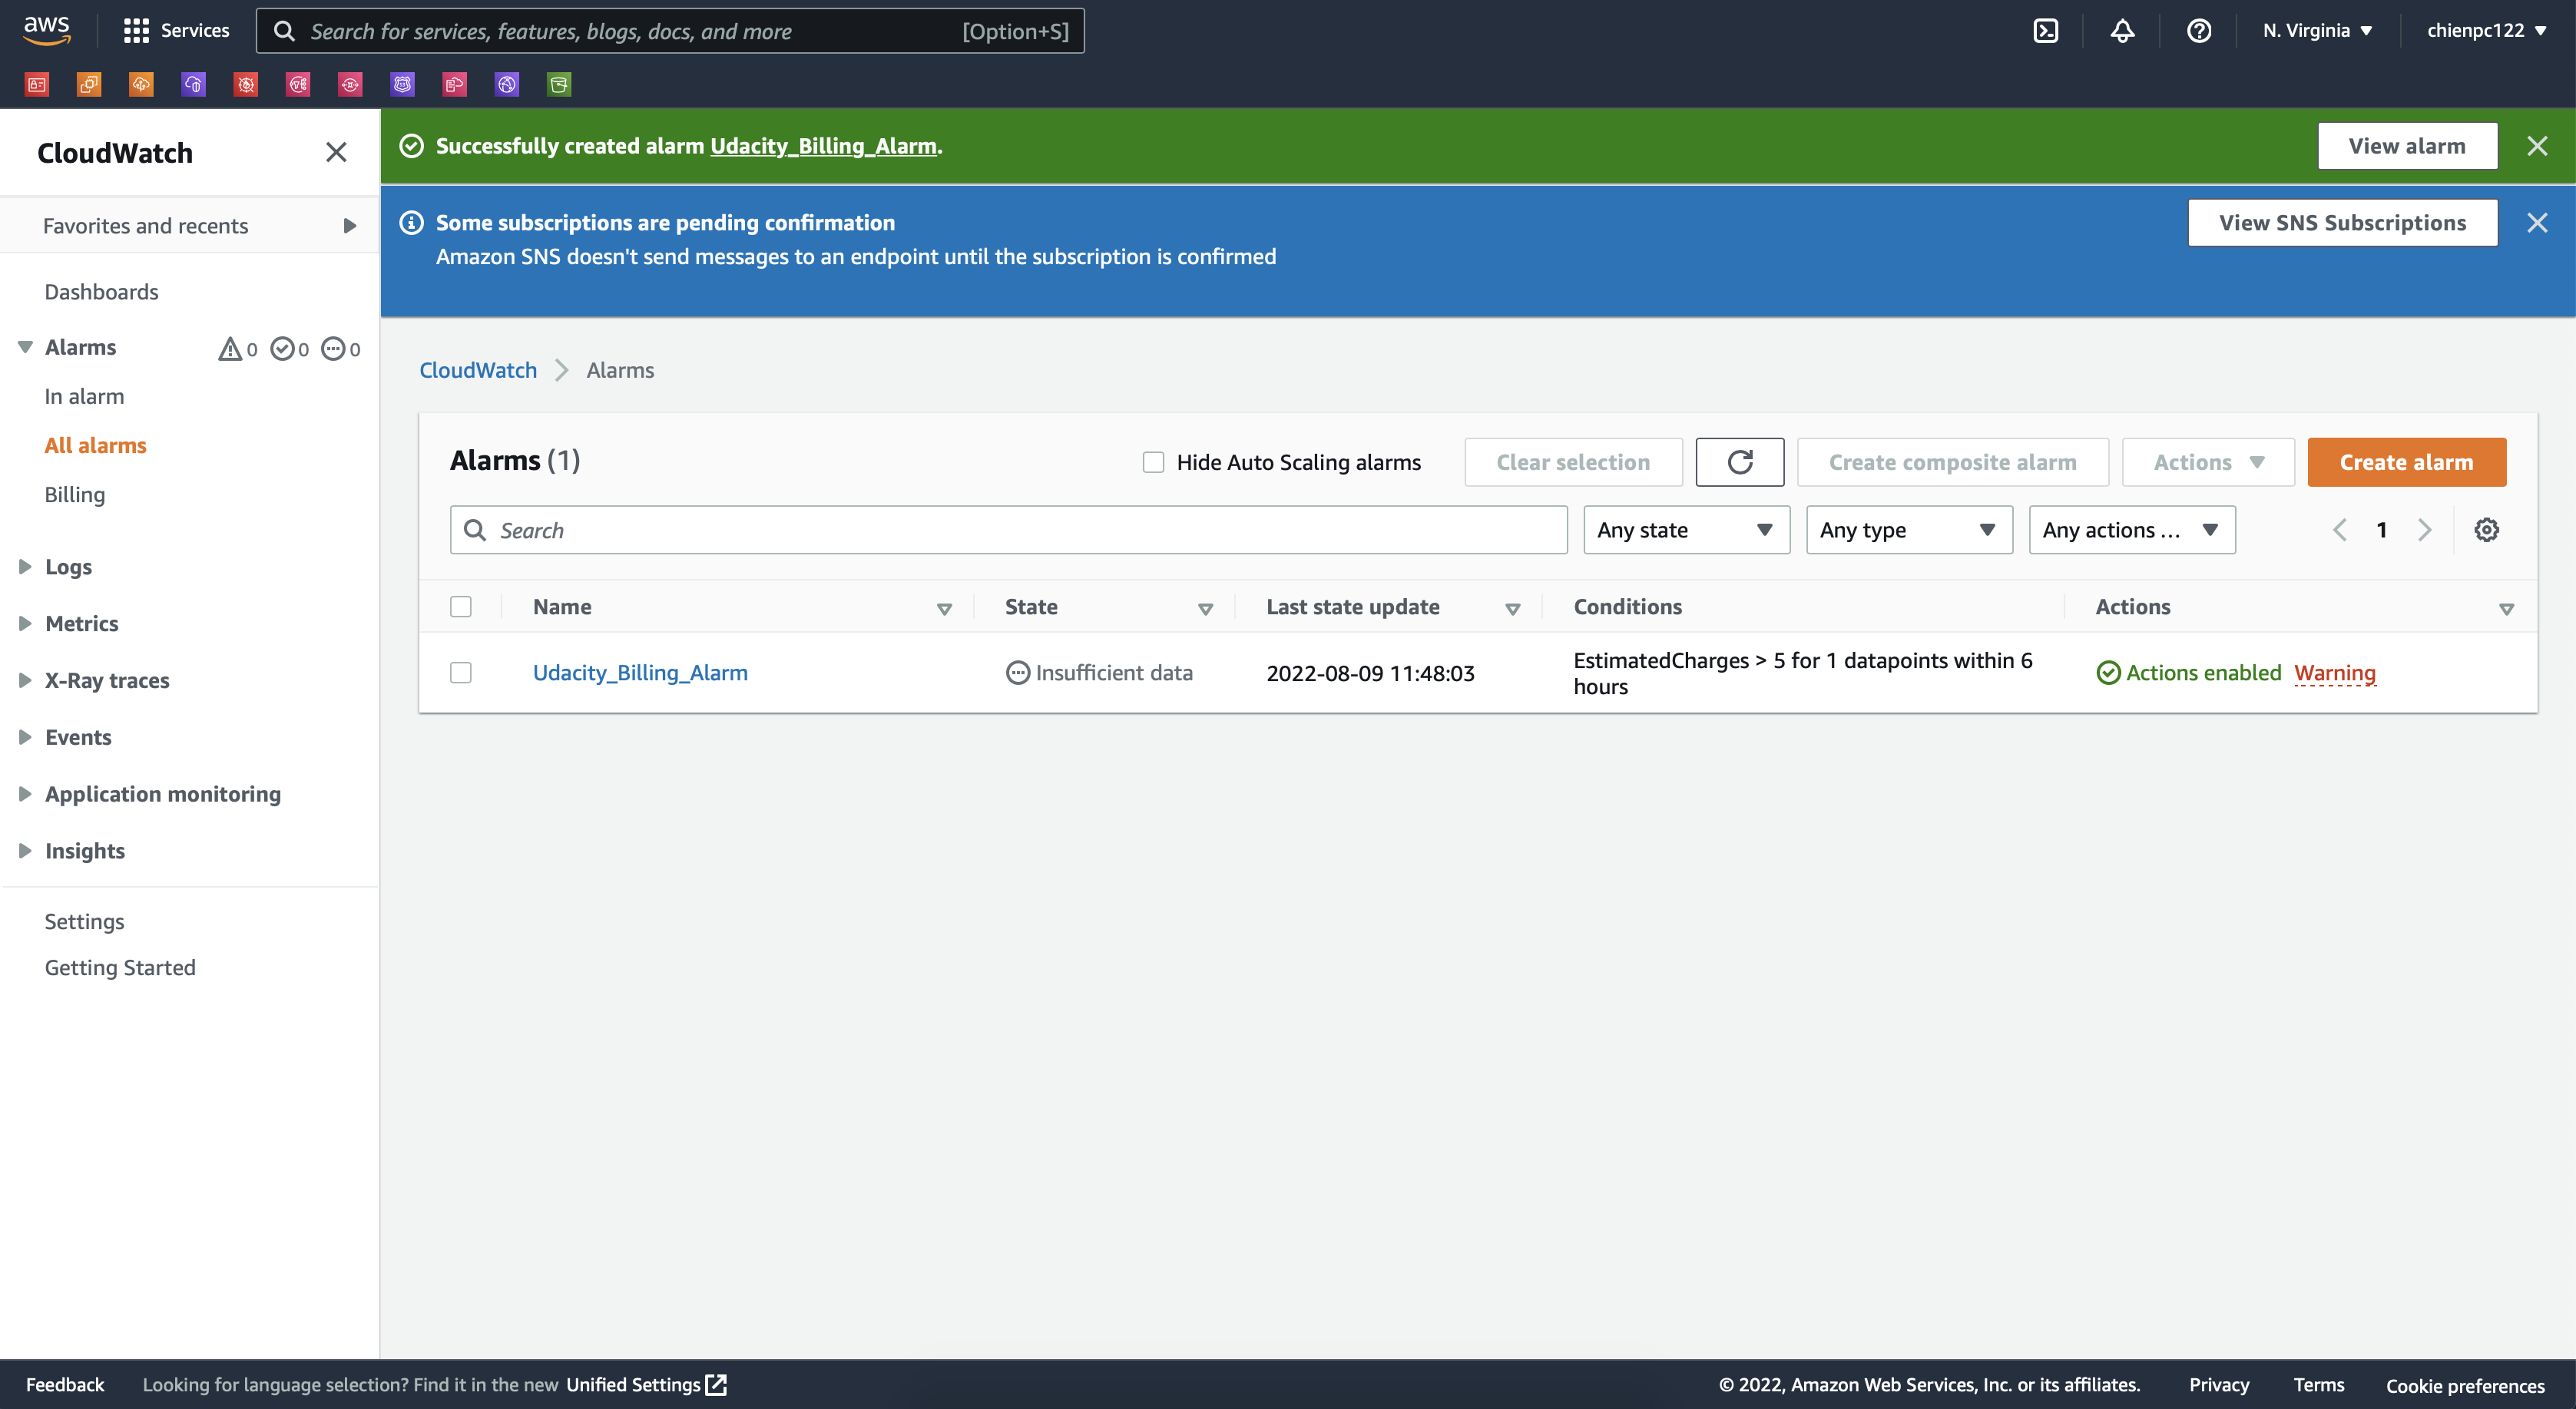 aws
Services
Search for services, features, blogs, docs, and more
[Option+S]
N. Virginia
chienpc122
CloudWatch
Favorites and recents
Dashboards
Alarms
0
0
0
In alarm
All alarms
Billing
Logs
Metrics
X-Ray traces
Events
Application monitoring
Insights
Settings
Getting Started
Successfully created alarm Udacity_Billing_Alarm.
View alarm
Some subscriptions are pending confirmation
Amazon SNS doesn't send messages to an endpoint until the subscription is confirmed
View SNS Subscriptions
CloudWatch
Alarms
Alarms (1)
Hide Auto Scaling alarms
Clear selection
Create composite alarm
Actions
Create alarm
Search
Any state
Any type
Any actions ...
1
Name
State
Last state update
Conditions
Actions
Udacity_Billing_Alarm
Insufficient data
2022-08-09 11:48:03
EstimatedCharges > 5 for 1 datapoints within 6
hours
Actions enabled
Warning
Feedback
Looking for language selection? Find it in the new Unified Settings
© 2022, Amazon Web Services, Inc. or its affiliates.
Privacy
Terms
Cookie preferences